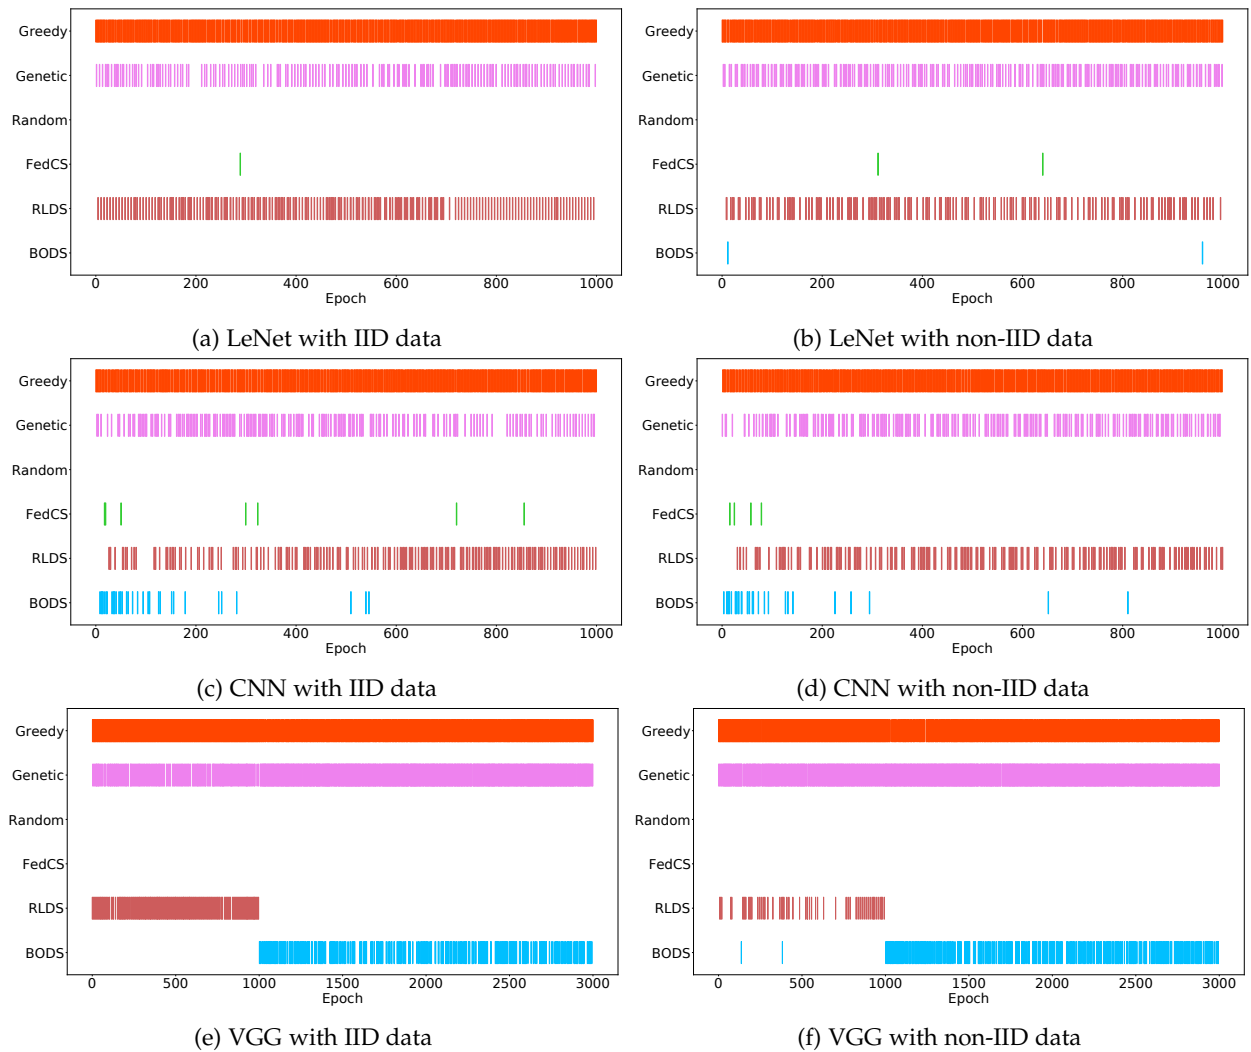 Greedy
Genetic
Random
FedCS
RLDS
BODS
0 200 400 600 800 1000
Epoch
(a) LeNet with IID data
Greedy
Genetic
Random
FedCS
RLDS
BODS
0 200 400 600 800 1000
Epoch
(b) LeNet with non-IID data
Greedy
Genetic
Random
FedCS
RLDS
BODS
0 200 400 600 800 1000
Epoch
(c) CNN with IID data
Greedy
Genetic
Random
FedCS
RLDS
BODS
0 200 400 600 800 1000
Epoch
(d) CNN with non-IID data
Greedy
Genetic
Random
FedCS
RLDS
BODS
0 500 1000 1500 2000 2500 3000
Epoch
(e) VGG with IID data
Greedy
Genetic
Random
FedCS
RLDS
BODS
0 500 1000 1500 2000 2500 3000
Epoch
(f) VGG with non-IID data